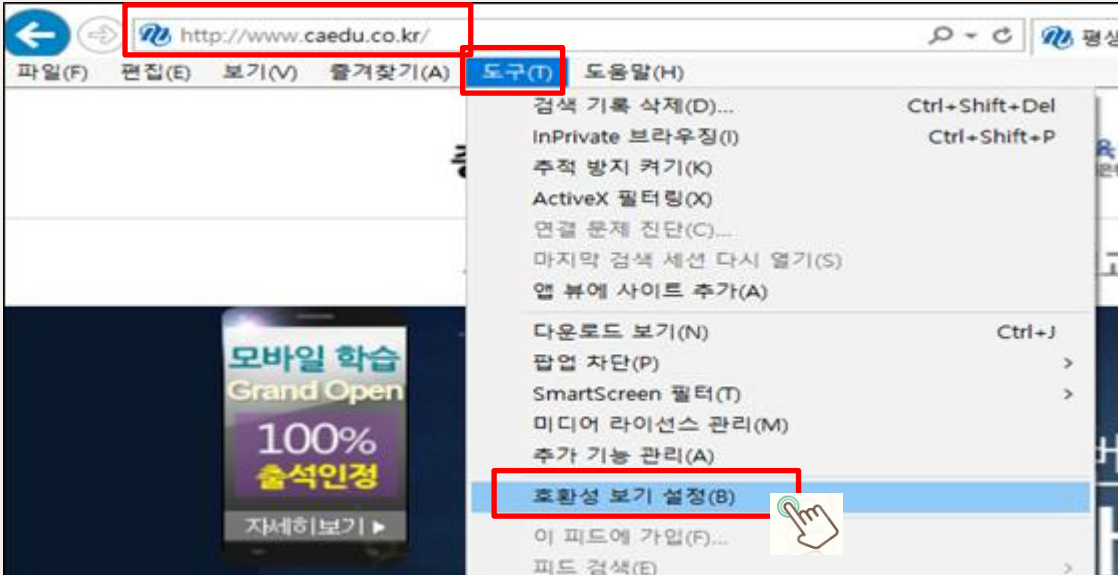 http://www.caedu.co.kr/
평생
파일(F) 편집(E) 보기(V) 즐겨찾기(A) 도구(T) 도움말(H)
검색 기록 삭제(D)... Ctrl+Shift+Del
InPrivate 브라우징(I) Ctrl+Shift+P
추적 방지 켜기(K)
ActiveX 필터링(X)
연결 문제 진단(C)...
마지막 검색 세션 다시 열기(S)
앱 뷰에 사이트 추가(A)
다운로드 보기(N) Ctrl+J
팝업 차단(P) >
SmartScreen 필터(T) >
미디어 라이선스 관리(M)
추가 기능 관리(A)
호환성 보기 설정(B)
이 피드에 가입(F)...
피드 검색(E) >
모바일 학습
Grand Open
100%
출석인정
자세히보기 ▶